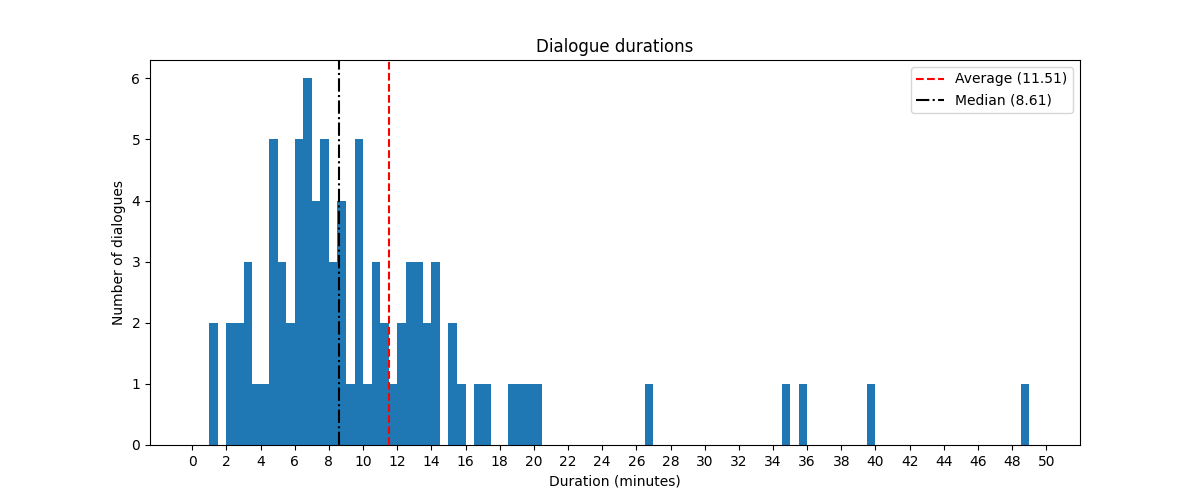 Dialogue durations
Average (11.51)
Median (8.61)
Number of dialogues
6
5
4
3
2
1
0
0 2 4 6 8 10 12 14 16 18 20 22 24 26 28 30 32 34 36 38 40 42 44 46 48 50
Duration (minutes)